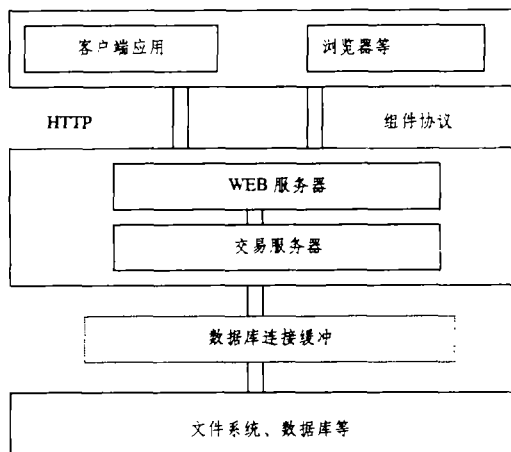 客户端应用
浏览器等
HTTP
组件协议
WEB 服务器
交易服务器
数据库连接缓冲
文件系统、数据库等